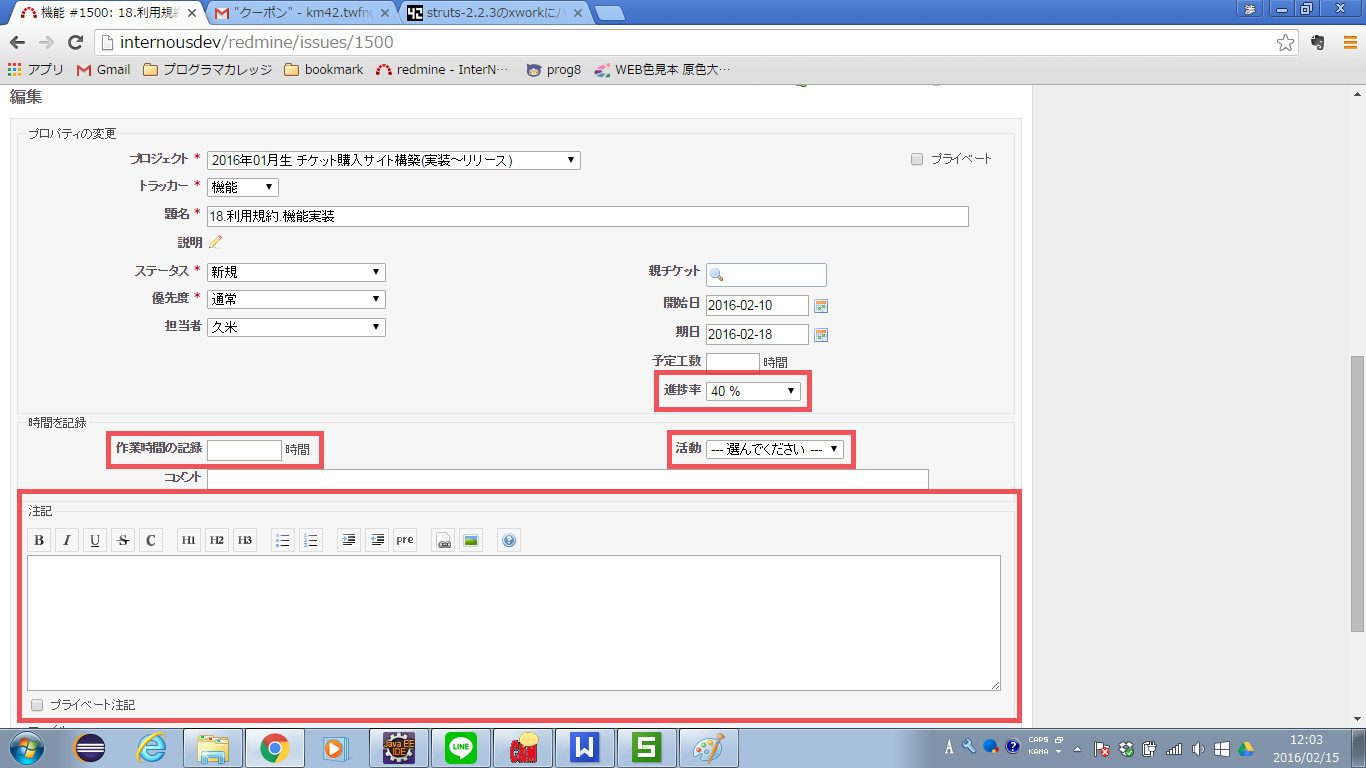 機能 #1500: 18.利用規約
"クーポン" - km42.twfno
struts-2.2.3のxworkにバ
internousdev/redmine/issues/1500
アプリ Gmail プログラマカレッジ bookmark redmine - InterN… prog8 WEB色見本 原色大…
編集
プロパティの変更
プロジェクト * 2016年01月生 チケット購入サイト構築(実装～リリース) プライベート
トラッカー * 機能
題名 * 18.利用規約.機能実装
説明
ステータス * 新規 親チケット
優先度 * 通常 開始日 2016-02-10
担当者 久米 期日 2016-02-18
予定工数 時間
進捗率 40 %
時間を記録
作業時間の記録 時間 活動 --- 選んでください ---
コメント
注記
B I U S C H1 H2 H3 pre
プライベート注記
Java EE IDE LINE W S A CAPS KANA 12:03
2016/02/15